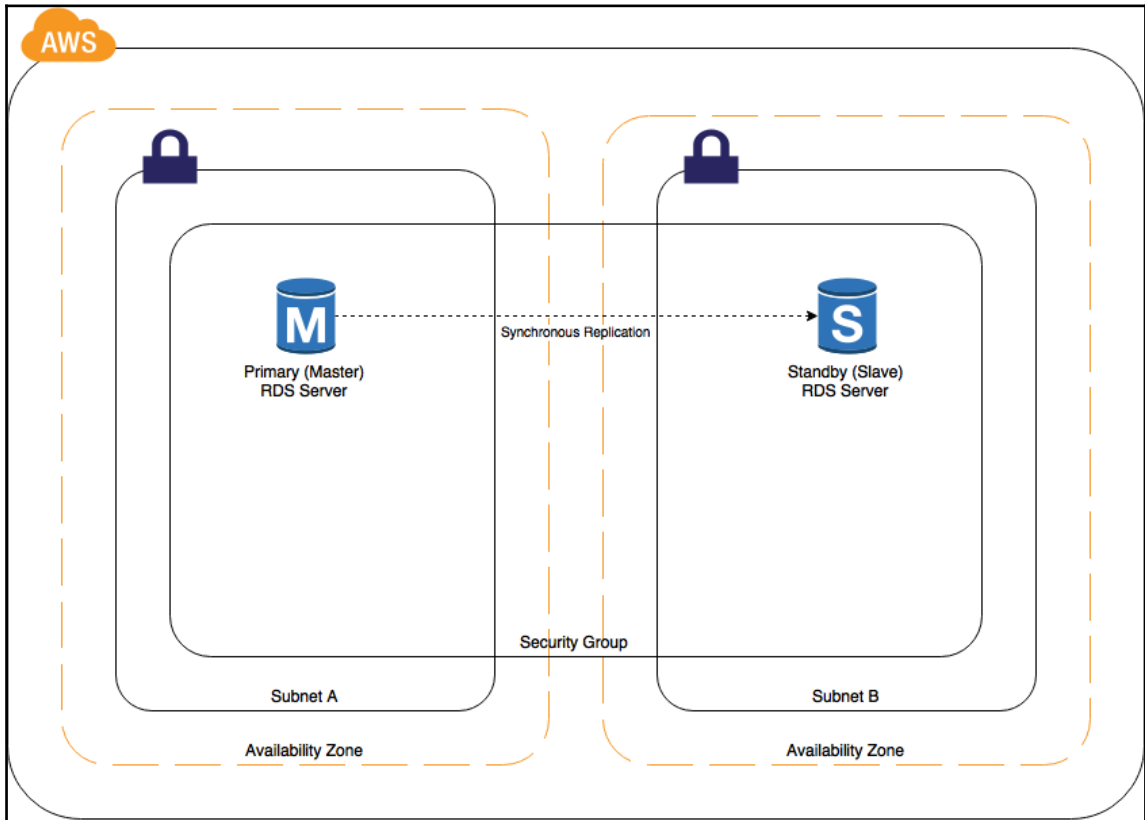 AWS
M
S
Synchronous Replication
Primary (Master)
RDS Server
Standby (Slave)
RDS Server
Security Group
Subnet A
Subnet B
Availability Zone
Availability Zone